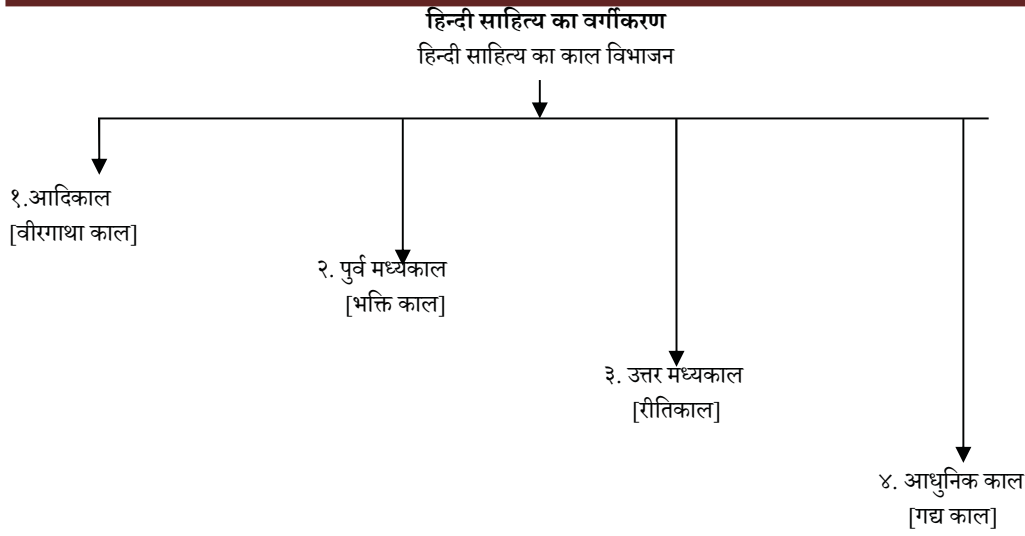 हिन्दी साहित्य का वर्गीकरण
हिन्दी साहित्य का काल विभाजन
१.आदिकाल
[वीरगाथा काल]
२. पुर्व मध्यकाल
[भक्ति काल]
३. उत्तर मध्यकाल
[रीतिकाल]
४. आधुनिक काल
[गद्य काल]